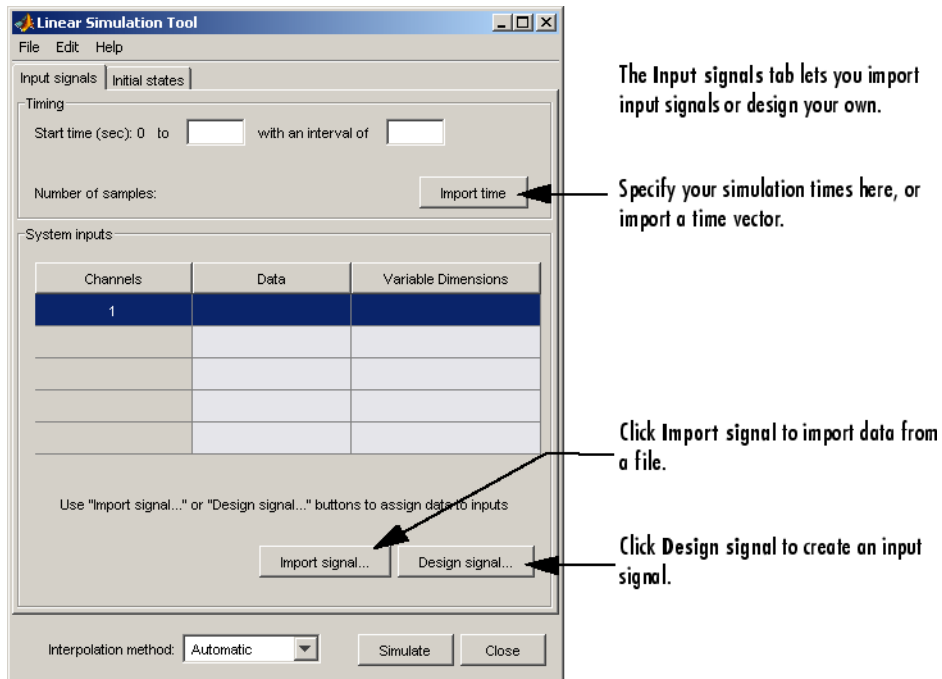 Linear Simulation Tool
File Edit Help
Input signals Initial states
Timing
Start time (sec): 0 to with an interval of
Number of samples: Import time
System inputs
Channels Data Variable Dimensions
1
Use "Import signal..." or "Design signal..." buttons to assign data to inputs
Import signal... Design signal...
Interpolation method: Automatic Simulate Close
The Input signals tab lets you import
input signals or design your own.
Specify your simulation times here, or
import a time vector.
Click Import signal to import data from
a file.
Click Design signal to create an input
signal.